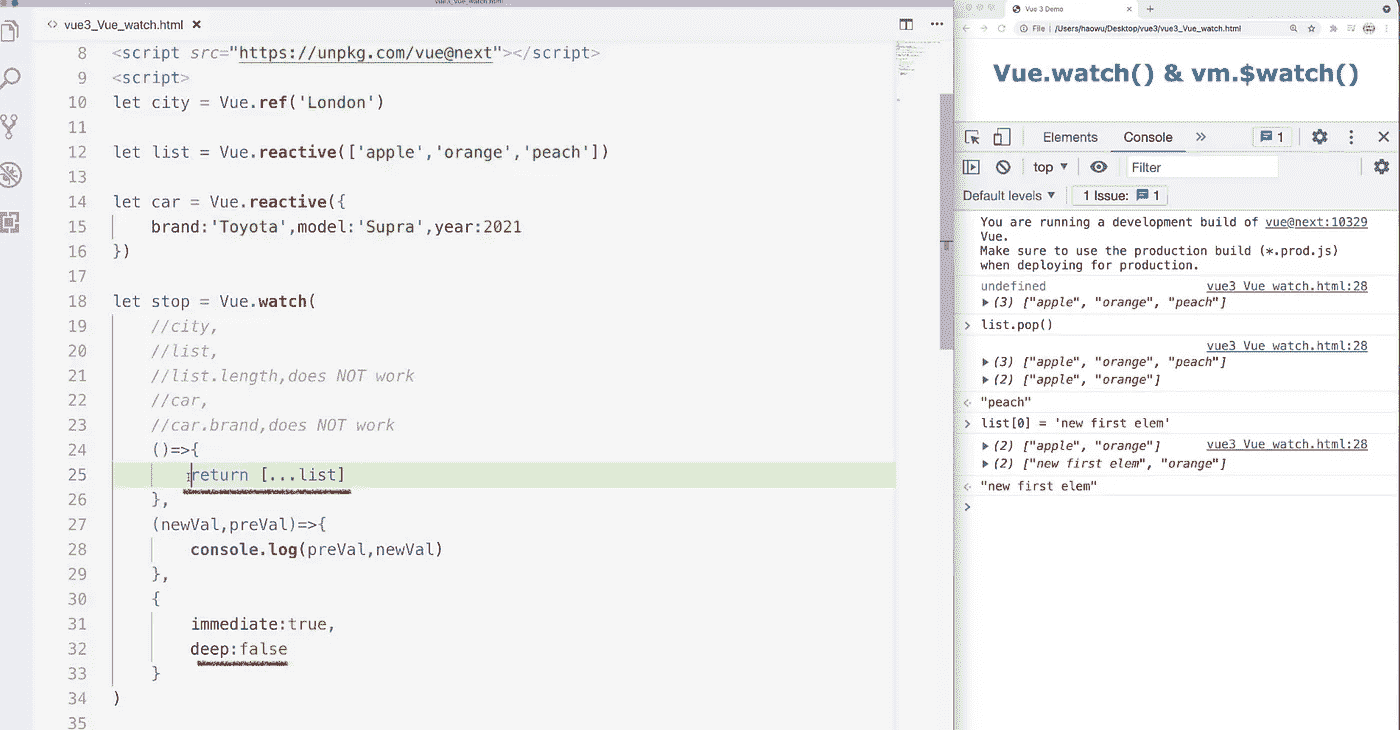 vue3_Vue_watch.html
vue3_Vue_watch.html ×
8 <script src="https://unpkg.com/vue@next"></script>
9 <script>
10 let city = Vue.ref('London')
11
12 let list = Vue.reactive(['apple','orange','peach'])
13
14 let car = Vue.reactive({
15 brand:'Toyota',model:'Supra',year:2021
16 })
17
18 let stop = Vue.watch(
19 //city,
20 //list,
21 //list.length,does NOT work
22 //car,
23 //car.brand,does NOT work
24 ()=>{
25 return [...list]
26 },
27 (newVal,preVal)=>{
28 console.log(preVal,newVal)
29 },
30 {
31 immediate:true,
32 deep:false
33 }
34 )
35
Vue 3 Demo
File | /Users/haowu/Desktop/vue3/vue3_Vue_watch.html
Vue.watch() & vm.$watch()
Elements Console » 1
top Filter
Default levels 1 Issue: 1
You are running a development build of vue@next:10329
Vue.
Make sure to use the production build (*.prod.js)
when deploying for production.
undefined vue3_Vue_watch.html:28
(3) ["apple", "orange", "peach"]
> list.pop()
vue3_Vue_watch.html:28
(3) ["apple", "orange", "peach"]
(2) ["apple", "orange"]
"peach"
> list[0] = 'new first elem'
(2) ["apple", "orange"] vue3_Vue_watch.html:28
(2) ["new first elem", "orange"]
"new first elem"
>